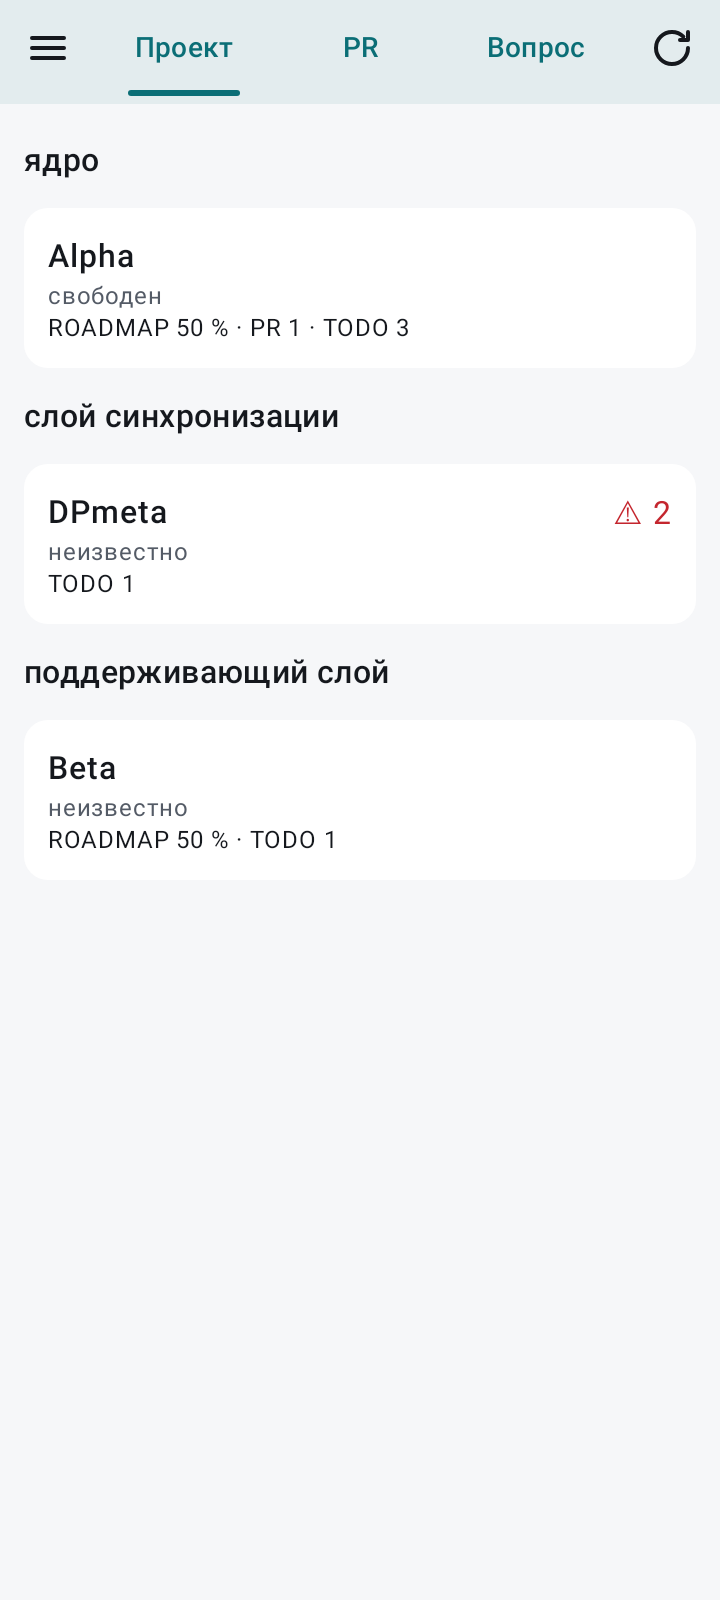 Проект PR Вопрос
ядро
Alpha
свободен
ROADMAP 50 % · PR 1 · TODO 3
слой синхронизации
DPmeta ⚠ 2
неизвестно
TODO 1
поддерживающий слой
Beta
неизвестно
ROADMAP 50 % · TODO 1